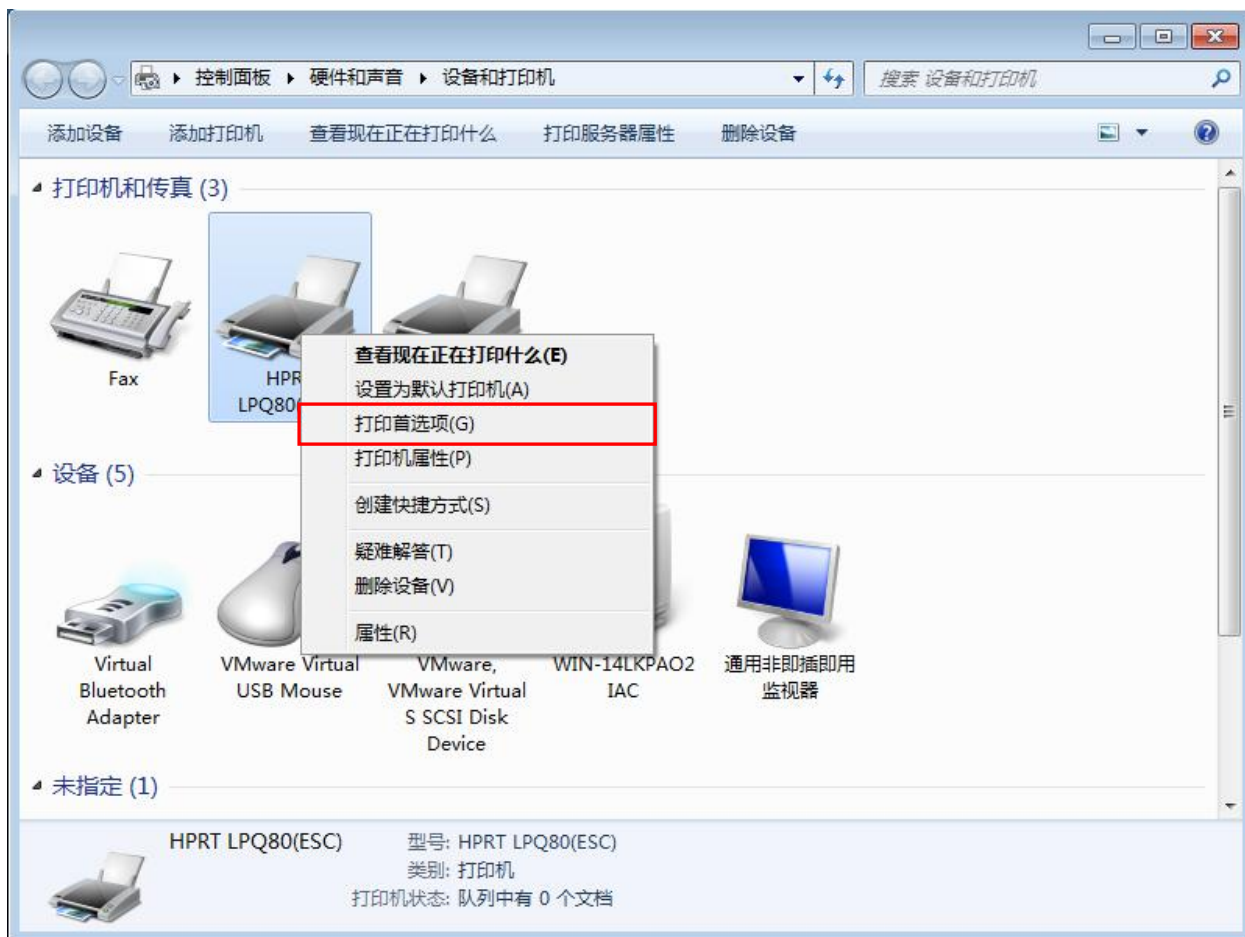 控制面板 ▸ 硬件和声音 ▸ 设备和打印机
搜索 设备和打印机
添加设备 添加打印机 查看现在正在打印什么 打印服务器属性 删除设备
打印机和传真 (3)
Fax
HPR
LPQ80(
查看现在正在打印什么(E)
设置为默认打印机(A)
打印首选项(G)
打印机属性(P)
创建快捷方式(S)
疑难解答(T)
删除设备(V)
属性(R)
设备 (5)
Virtual
Bluetooth
Adapter
VMware Virtual
USB Mouse
VMware,
VMware Virtual
S SCSI Disk
Device
WIN-14LKPAO2
IAC
通用非即插即用
监视器
未指定 (1)
HPRT LPQ80(ESC)
型号: HPRT LPQ80(ESC)
类别: 打印机
打印机状态: 队列中有 0 个文档